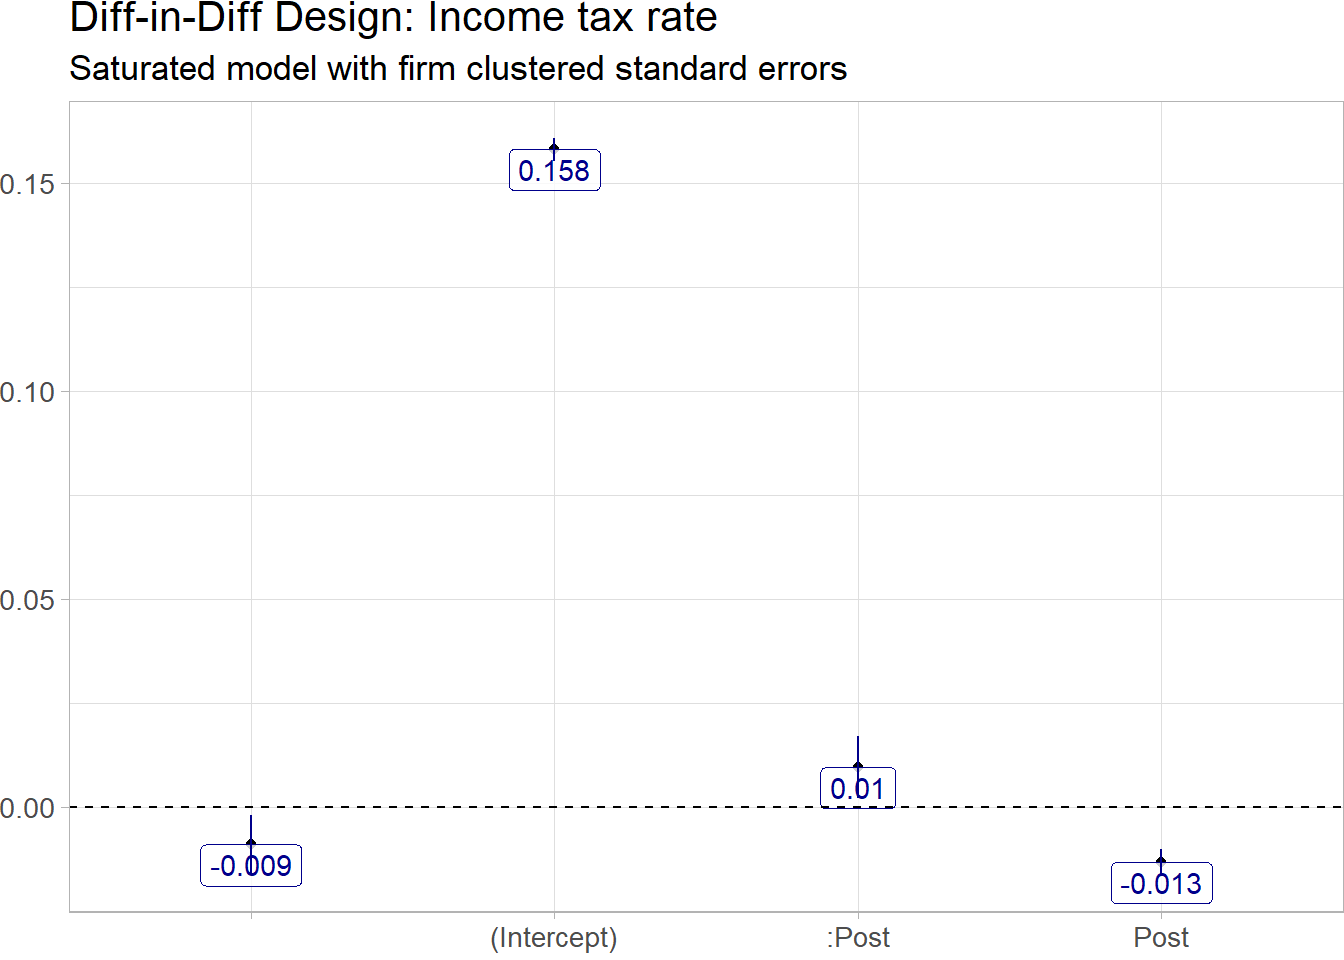 Diff-in-Diff Design: Income tax rate
Saturated model with firm clustered standard errors
0.15
0.10
0.05
0.00
0.158
0.01
-0.009
-0.013
(Intercept)
:Post
Post